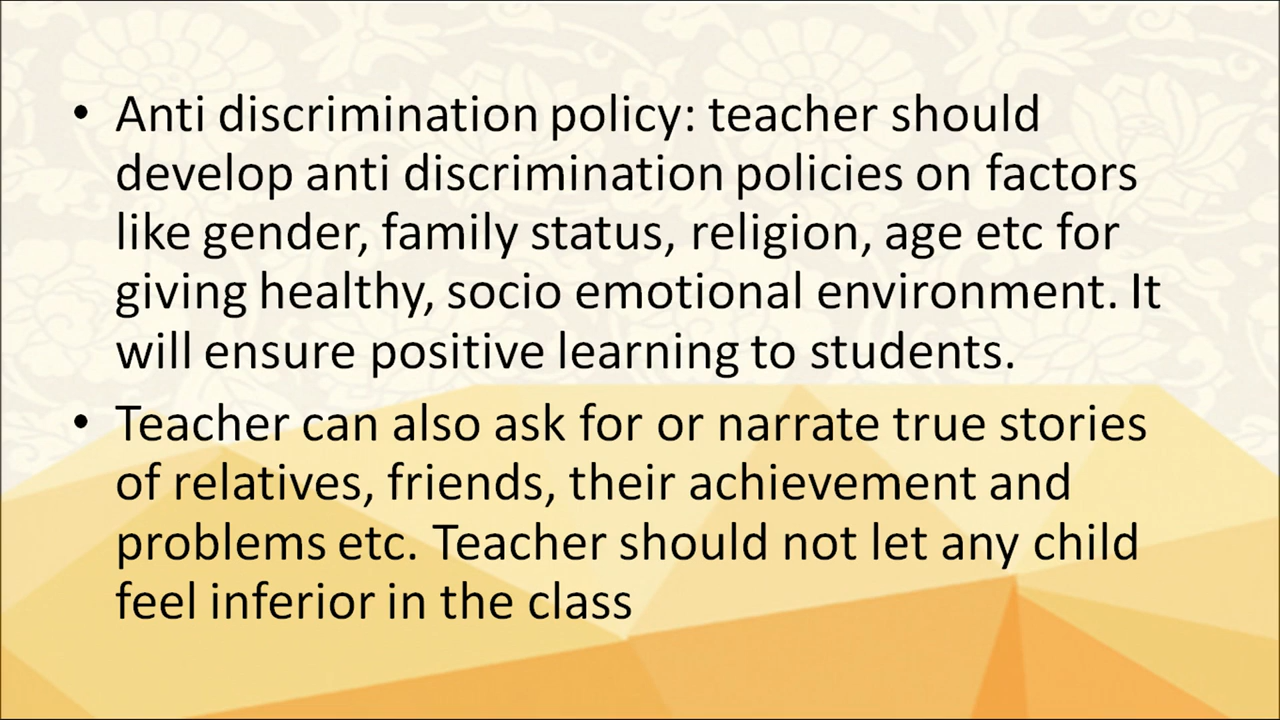 • Anti discrimination policy: teacher should
develop anti discrimination policies on factors
like gender, family status, religion, age etc for
giving healthy, socio emotional environment. It
will ensure positive learning to students.
• Teacher can also ask for or narrate true stories
of relatives, friends, their achievement and
problems etc. Teacher should not let any child
feel inferior in the class